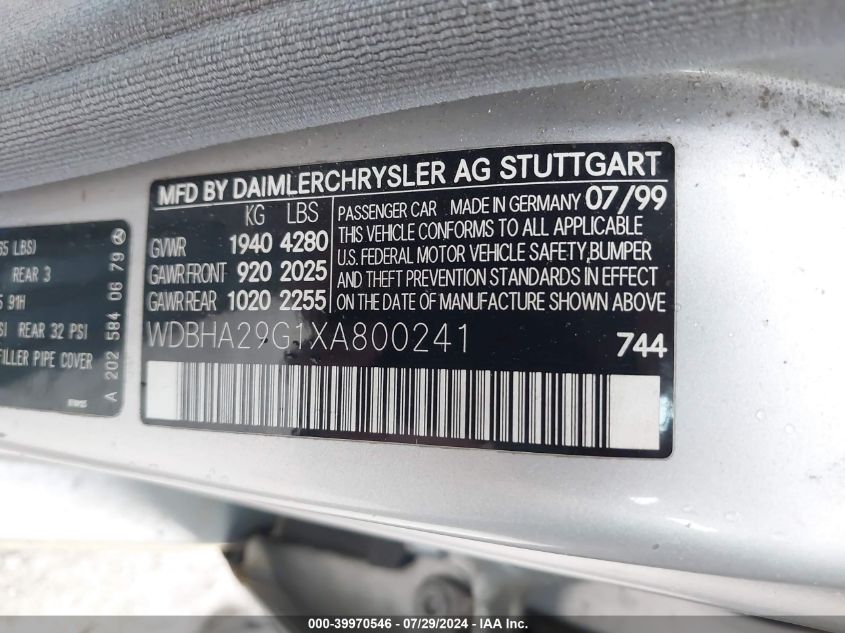 MFD BY DAIMLERCHRYSLER AG STUTTGART
KG LBS
GVWR 1940 4280
GAWR FRONT 920 2025
GAWR REAR 1020 2255
PASSENGER CAR MADE IN GERMANY 07/99
THIS VEHICLE CONFORMS TO ALL APPLICABLE
U.S. FEDERAL MOTOR VEHICLE SAFETY, BUMPER
AND THEFT PREVENTION STANDARDS IN EFFECT
ON THE DATE OF MANUFACTURE SHOWN ABOVE
WDBHA29G1XA800241
744
65 LBS)
REAR 3
91H
REAR 32 PSI
FILLER PIPE COVER
A 202 584 06 79
000-39970546 | 07/29/2024 | IAA Inc.